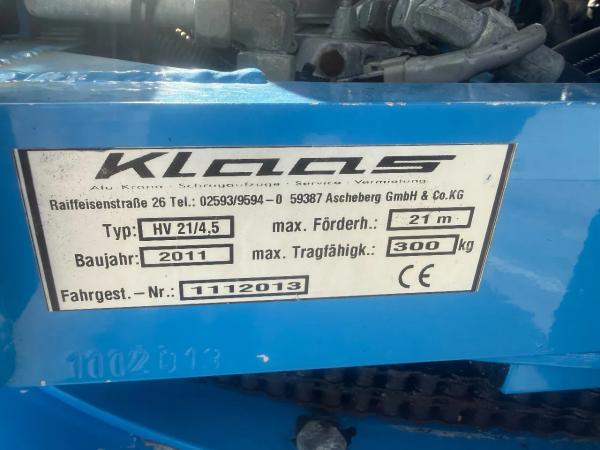 Klaas
Alu-Krane · Schrägaufzüge · Service · Vermietung
Raiffeisenstraße 26 Tel.: 02593/9594-0 59387 Ascheberg GmbH & Co.KG
Typ: HV 21/4,5 max. Förderh.: 21 m
Baujahr: 2011 max. Tragfähigk.: 300 kg
Fahrgest.-Nr.: 1112013 CE